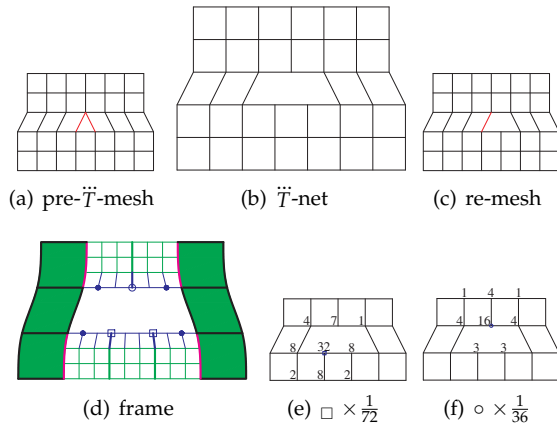 (a) pre-T⃛-mesh
(b) T⃛-net
(c) re-mesh
4 7 1
8 32 8
2 8 2
1 4 1
4 16 4
3 3
(d) frame
(e) □ × 1/72
(f) ○ × 1/36